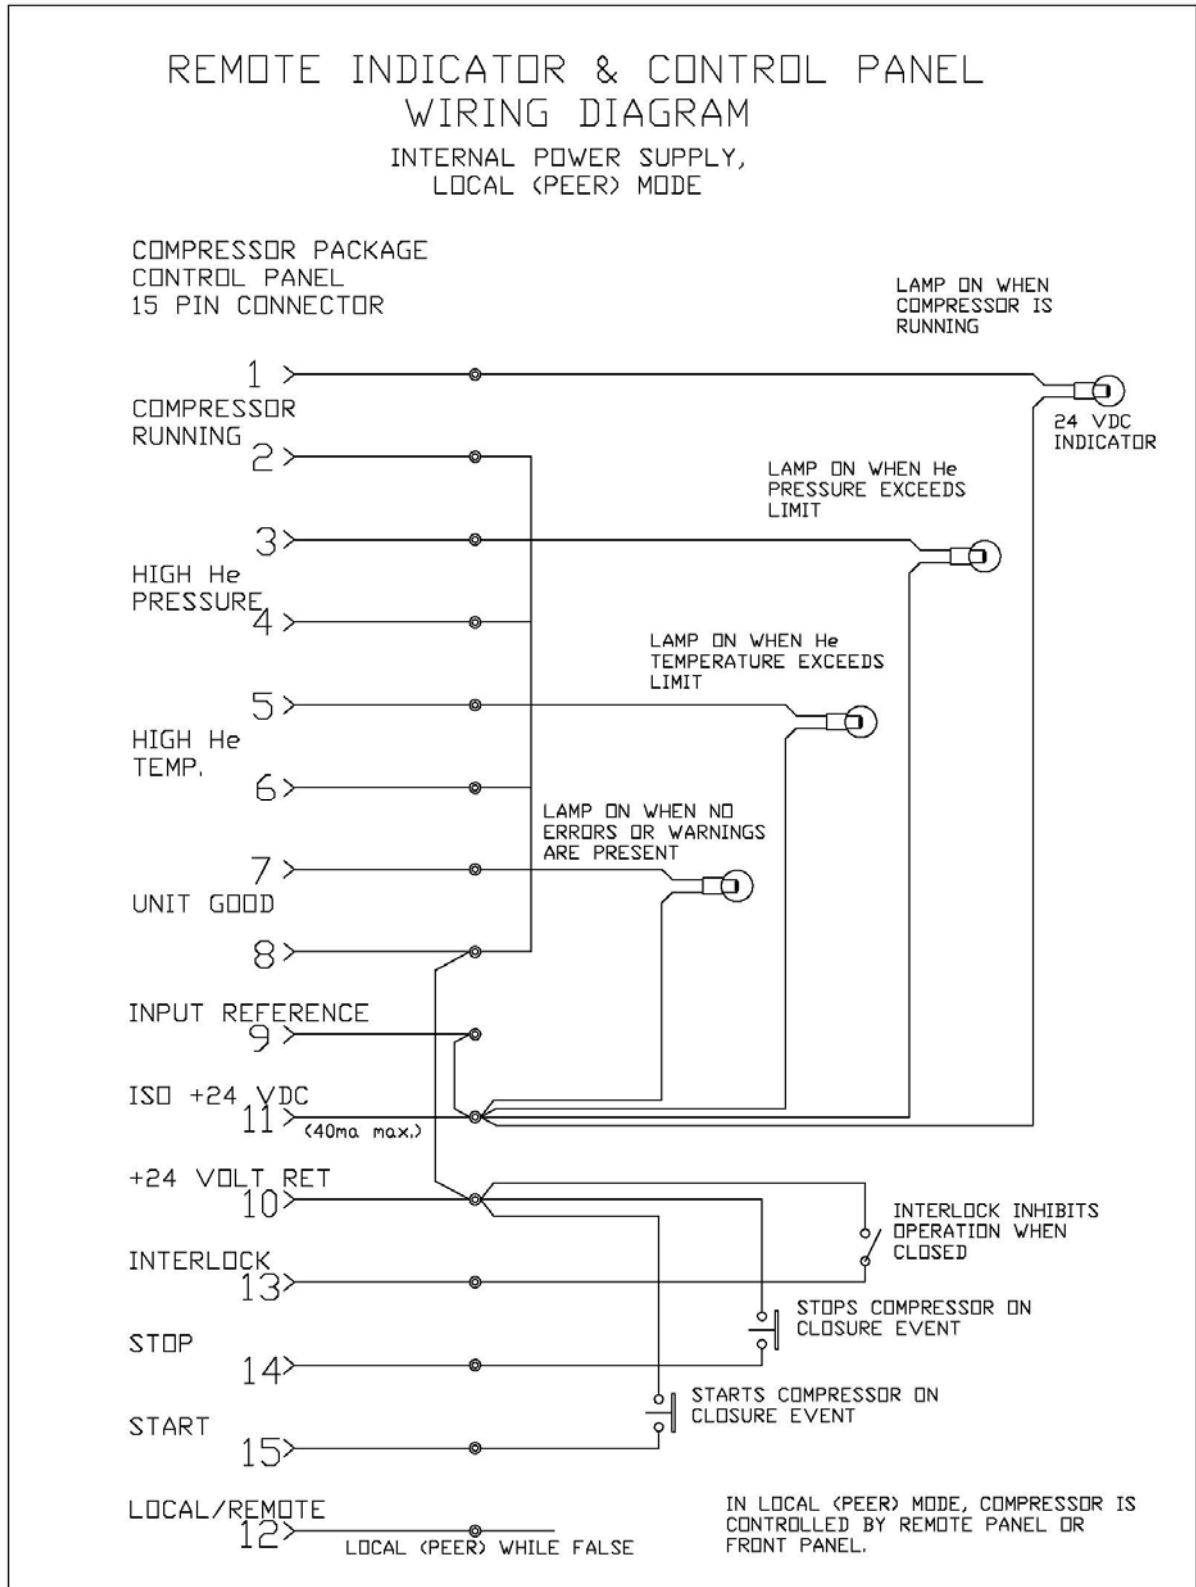 REMOTE INDICATOR & CONTROL PANEL
WIRING DIAGRAM
INTERNAL POWER SUPPLY,
LOCAL (PEER) MODE
COMPRESSOR PACKAGE
CONTROL PANEL
15 PIN CONNECTOR
LAMP ON WHEN
COMPRESSOR IS
RUNNING
1
COMPRESSOR
RUNNING
2
24 VDC
INDICATOR
LAMP ON WHEN He
PRESSURE EXCEEDS
LIMIT
3
HIGH He
PRESSURE
4
LAMP ON WHEN He
TEMPERATURE EXCEEDS
LIMIT
5
HIGH He
TEMP.
6
LAMP ON WHEN NO
ERRORS OR WARNINGS
ARE PRESENT
7
UNIT GOOD
8
INPUT REFERENCE
9
ISO +24 VDC
11
(40ma max.)
+24 VOLT RET
10
INTERLOCK INHIBITS
OPERATION WHEN
CLOSED
INTERLOCK
13
STOPS COMPRESSOR ON
CLOSURE EVENT
STOP
14
STARTS COMPRESSOR ON
CLOSURE EVENT
START
15
LOCAL/REMOTE
12
LOCAL (PEER) WHILE FALSE
IN LOCAL (PEER) MODE, COMPRESSOR IS
CONTROLLED BY REMOTE PANEL OR
FRONT PANEL.